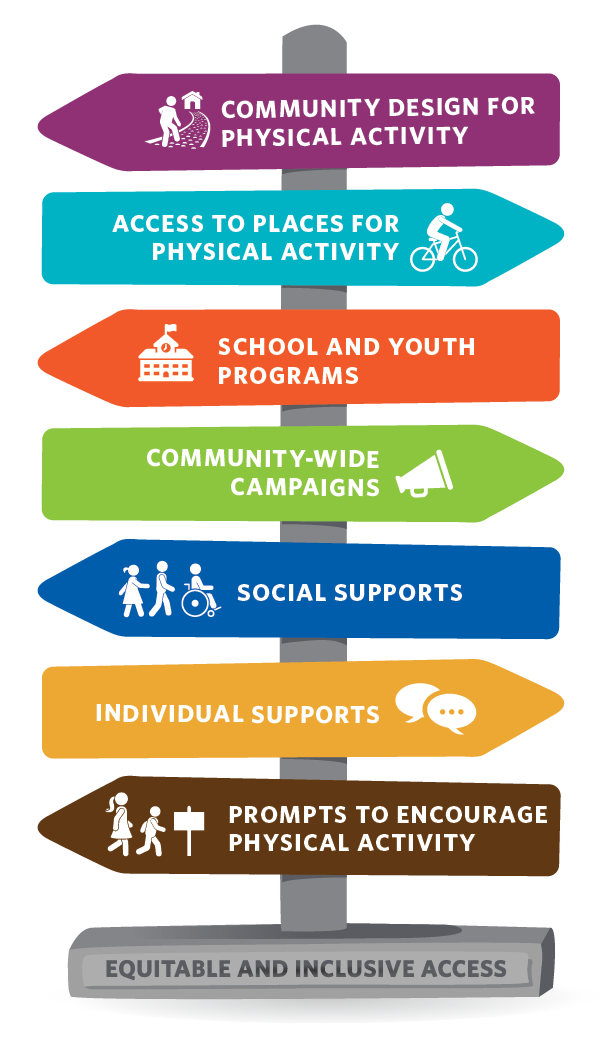 COMMUNITY DESIGN FOR
PHYSICAL ACTIVITY
ACCESS TO PLACES FOR
PHYSICAL ACTIVITY
SCHOOL AND YOUTH
PROGRAMS
COMMUNITY-WIDE
CAMPAIGNS
SOCIAL SUPPORTS
INDIVIDUAL SUPPORTS
PROMPTS TO ENCOURAGE
PHYSICAL ACTIVITY
EQUITABLE AND INCLUSIVE ACCESS